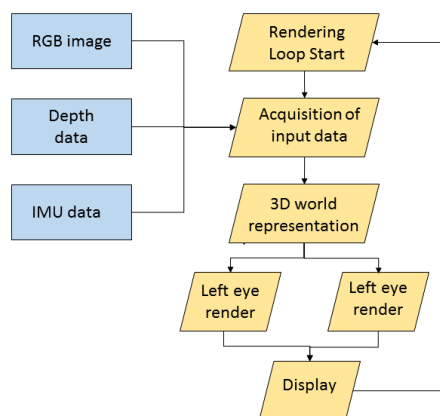 RGB image
Rendering
Loop Start
Depth
data
Acquisition of
input data
IMU data
3D world
representation
Left eye
render
Left eye
render
Display